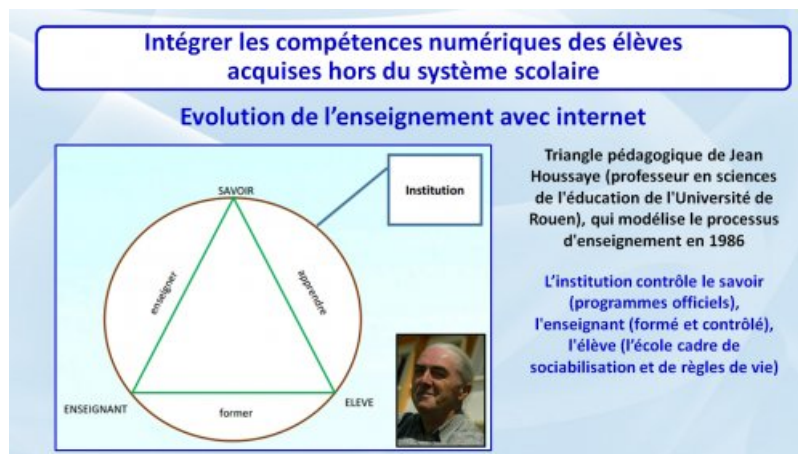 Intégrer les compétences numériques des élèves
acquises hors du système scolaire
Evolution de l'enseignement avec internet
SAVOIR
Institution
enseigner
apprendre
ENSEIGNANT
former
ELEVE
Triangle pédagogique de Jean
Houssaye (professeur en sciences
de l'éducation de l'Université de
Rouen), qui modélise le processus
d'enseignement en 1986
L'institution contrôle le savoir
(programmes officiels),
l'enseignant (formé et contrôlé),
l'élève (l'école cadre de
sociabilisation et de règles de vie)